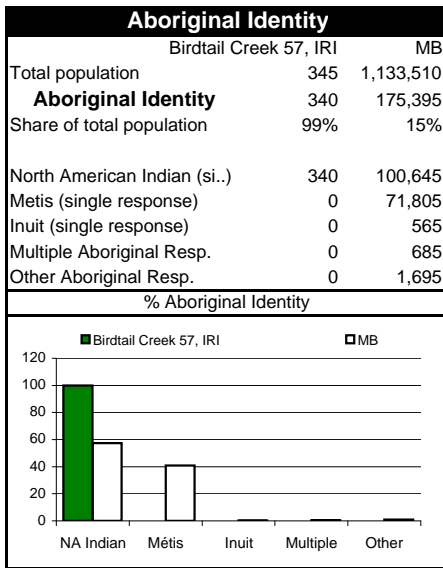 Aboriginal Identity
Birdtail Creek 57, IRI MB
Total population 345 1,133,510
Aboriginal Identity 340 175,395
Share of total population 99% 15%
North American Indian (si..) 340 100,645
Metis (single response) 0 71,805
Inuit (single response) 0 565
Multiple Aboriginal Resp. 0 685
Other Aboriginal Resp. 0 1,695
% Aboriginal Identity
Birdtail Creek 57, IRI MB
120
100
80
60
40
20
0
NA Indian Métis Inuit Multiple Other